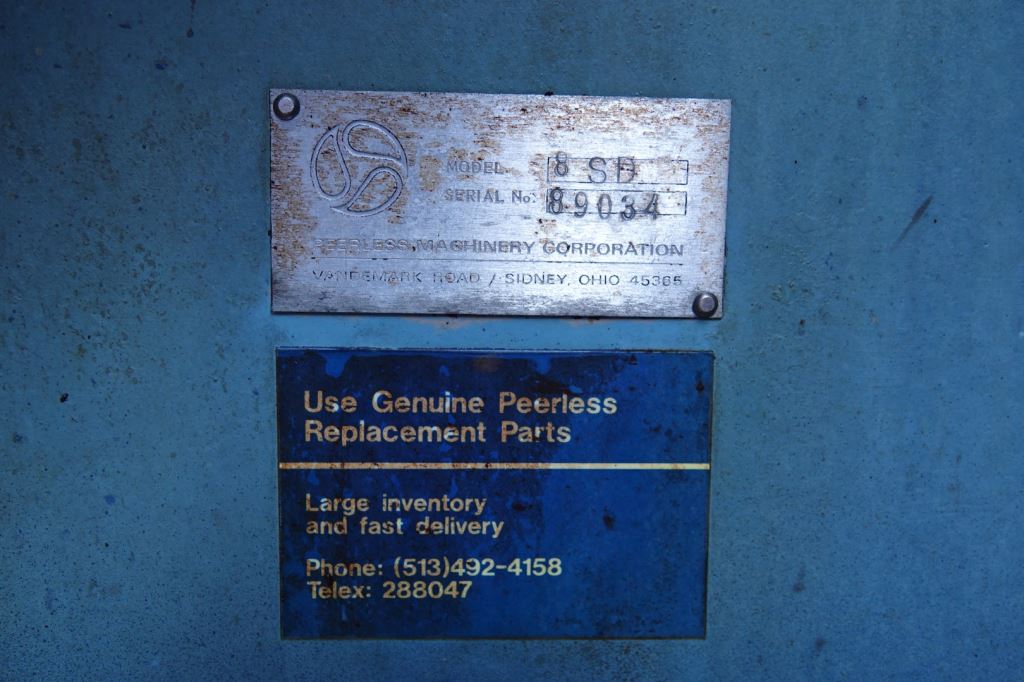 MODEL 8 SD
SERIAL No. 89034
PEERLESS MACHINERY CORPORATION
VANDEMARK ROAD / SIDNEY, OHIO 45365
Use Genuine Peerless
Replacement Parts
Large inventory
and fast delivery
Phone: (513)492-4158
Telex: 288047